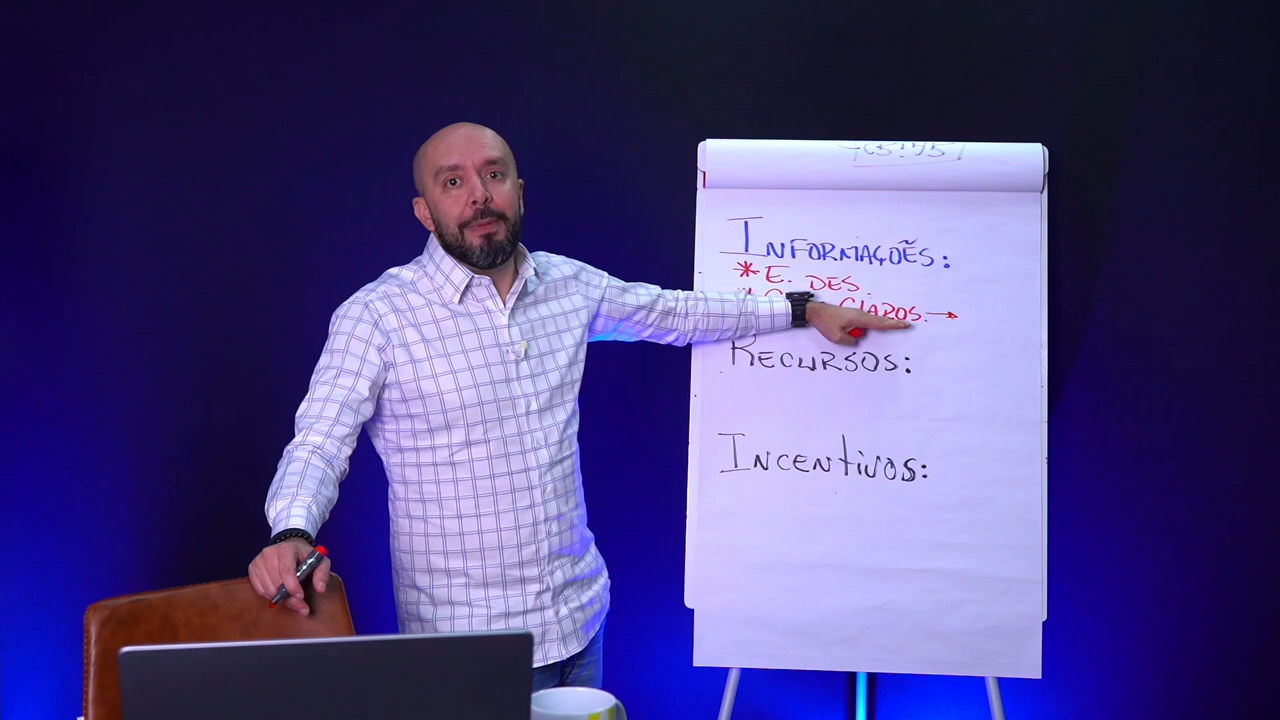 INFORMAÇÕES:
* E. DES.
CLAROS. →
RECURSOS:
INCENTIVOS: